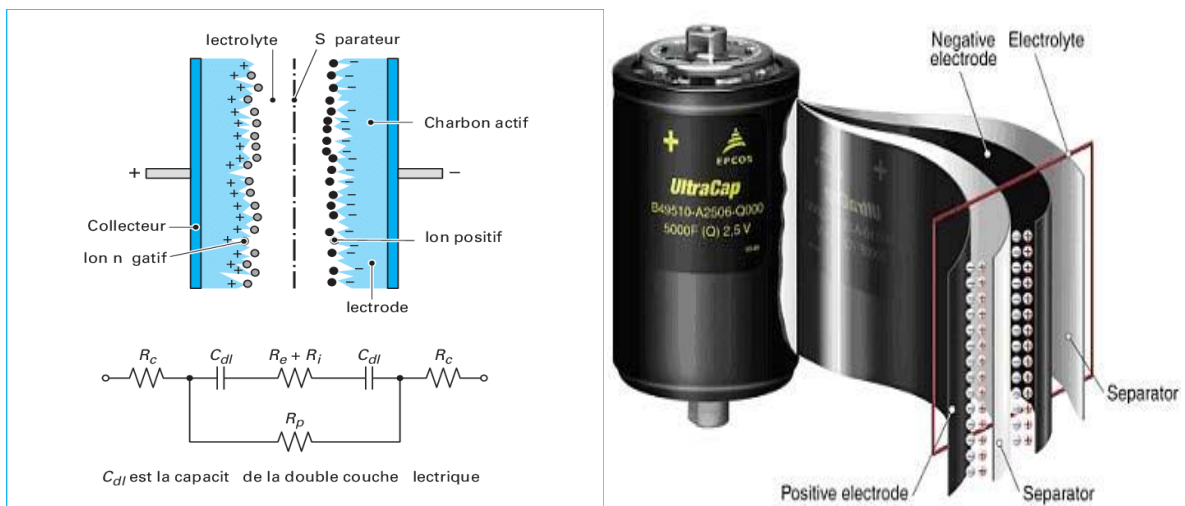 lectrolyte
S parateur
Charbon actif
+
−
Collecteur
Ion n gatif
Ion positif
lectrode
Rc
Cdl
Re + Ri
Cdl
Rc
Rp
Cdl est la capacit de la double couche lectrique
Negative
electrode
Electrolyte
+
EPCOS
UltraCap
B49510-A2506-Q000
5000F (Q) 2,5 V
UltraCap
Separator
Positive electrode
Separator